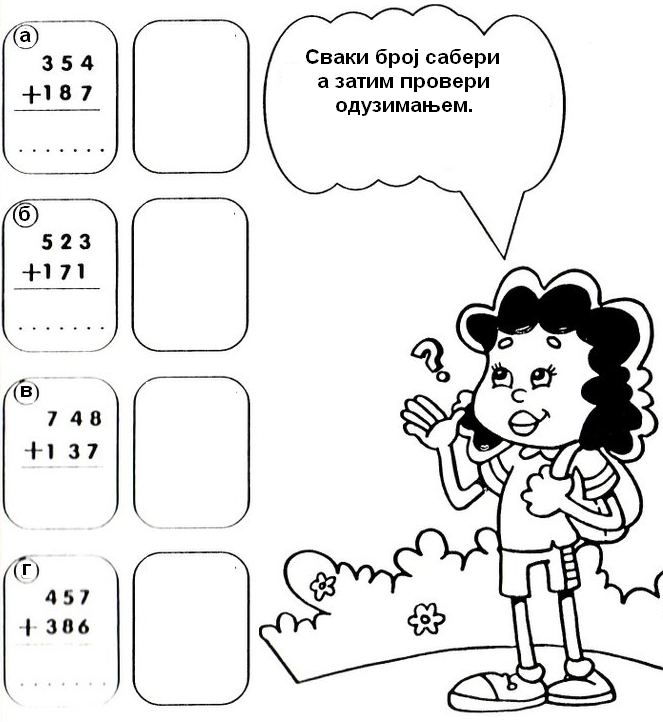 а
354
+187
.......
Сваки број сабери
а затим провери
одузимањем.
б
523
+171
.......
в
748
+137
г
457
+386
.......
?